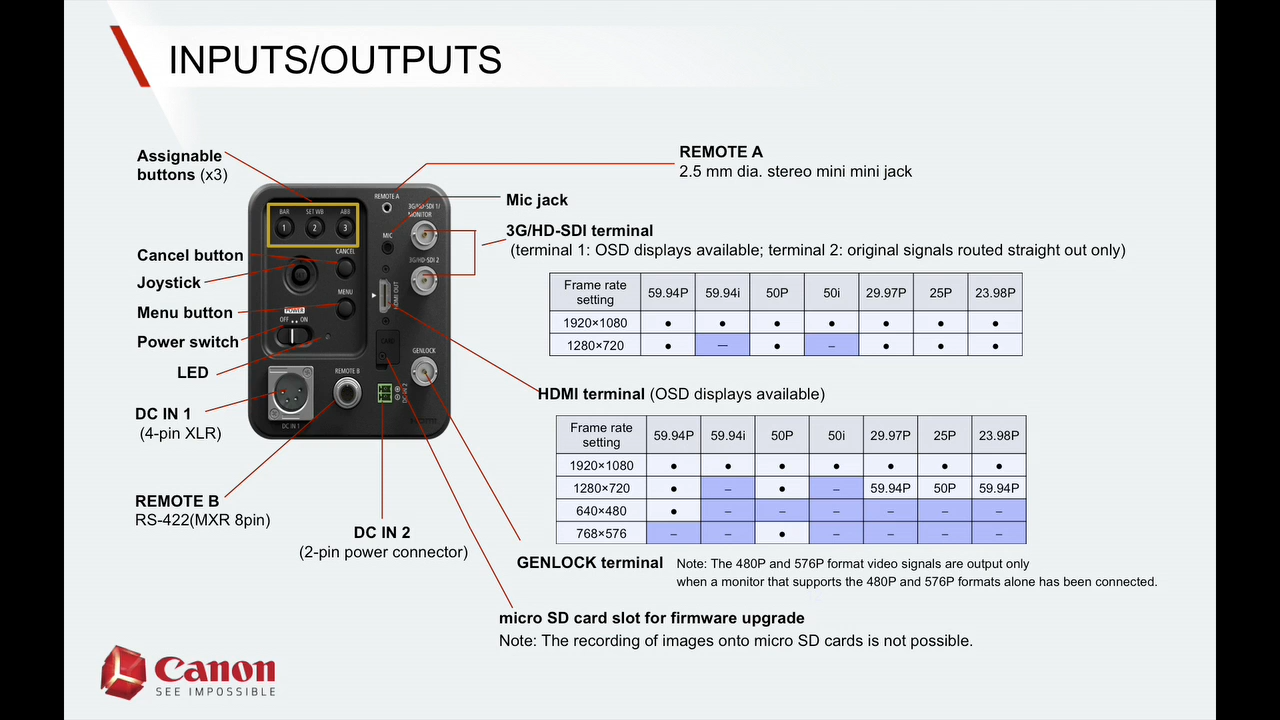 INPUTS/OUTPUTS
Assignable
buttons (x3)
Cancel button
Joystick
Menu button
Power switch
LED
DC IN 1
(4-pin XLR)
REMOTE B
RS-422(MXR 8pin)
DC IN 2
(2-pin power connector)
BAR SET WB ABB
1 2 3
CANCEL
MENU
POWER
OFF ON
REMOTE A
3G/HD-SDI 1/
MONITOR
MIC
3G/HD-SDI 2
HDMI OUT
CARD
GENLOCK
REMOTE B
DC IN 1
DC IN 2
REMOTE A
2.5 mm dia. stereo mini mini jack
Mic jack
3G/HD-SDI terminal
(terminal 1: OSD displays available; terminal 2: original signals routed straight out only)
Frame rate setting 59.94P 59.94i 50P 50i 29.97P 25P 23.98P
1920×1080 ● ● ● ● ● ● ●
1280×720 ● — ● – ● ● ●
HDMI terminal (OSD displays available)
Frame rate setting 59.94P 59.94i 50P 50i 29.97P 25P 23.98P
1920×1080 ● ● ● ● ● ● ●
1280×720 ● – ● – 59.94P 50P 59.94P
640×480 ● – – – – – –
768×576 – – ● – – – –
GENLOCK terminal
Note: The 480P and 576P format video signals are output only
when a monitor that supports the 480P and 576P formats alone has been connected.
micro SD card slot for firmware upgrade
Note: The recording of images onto micro SD cards is not possible.
Canon
SEE IMPOSSIBLE